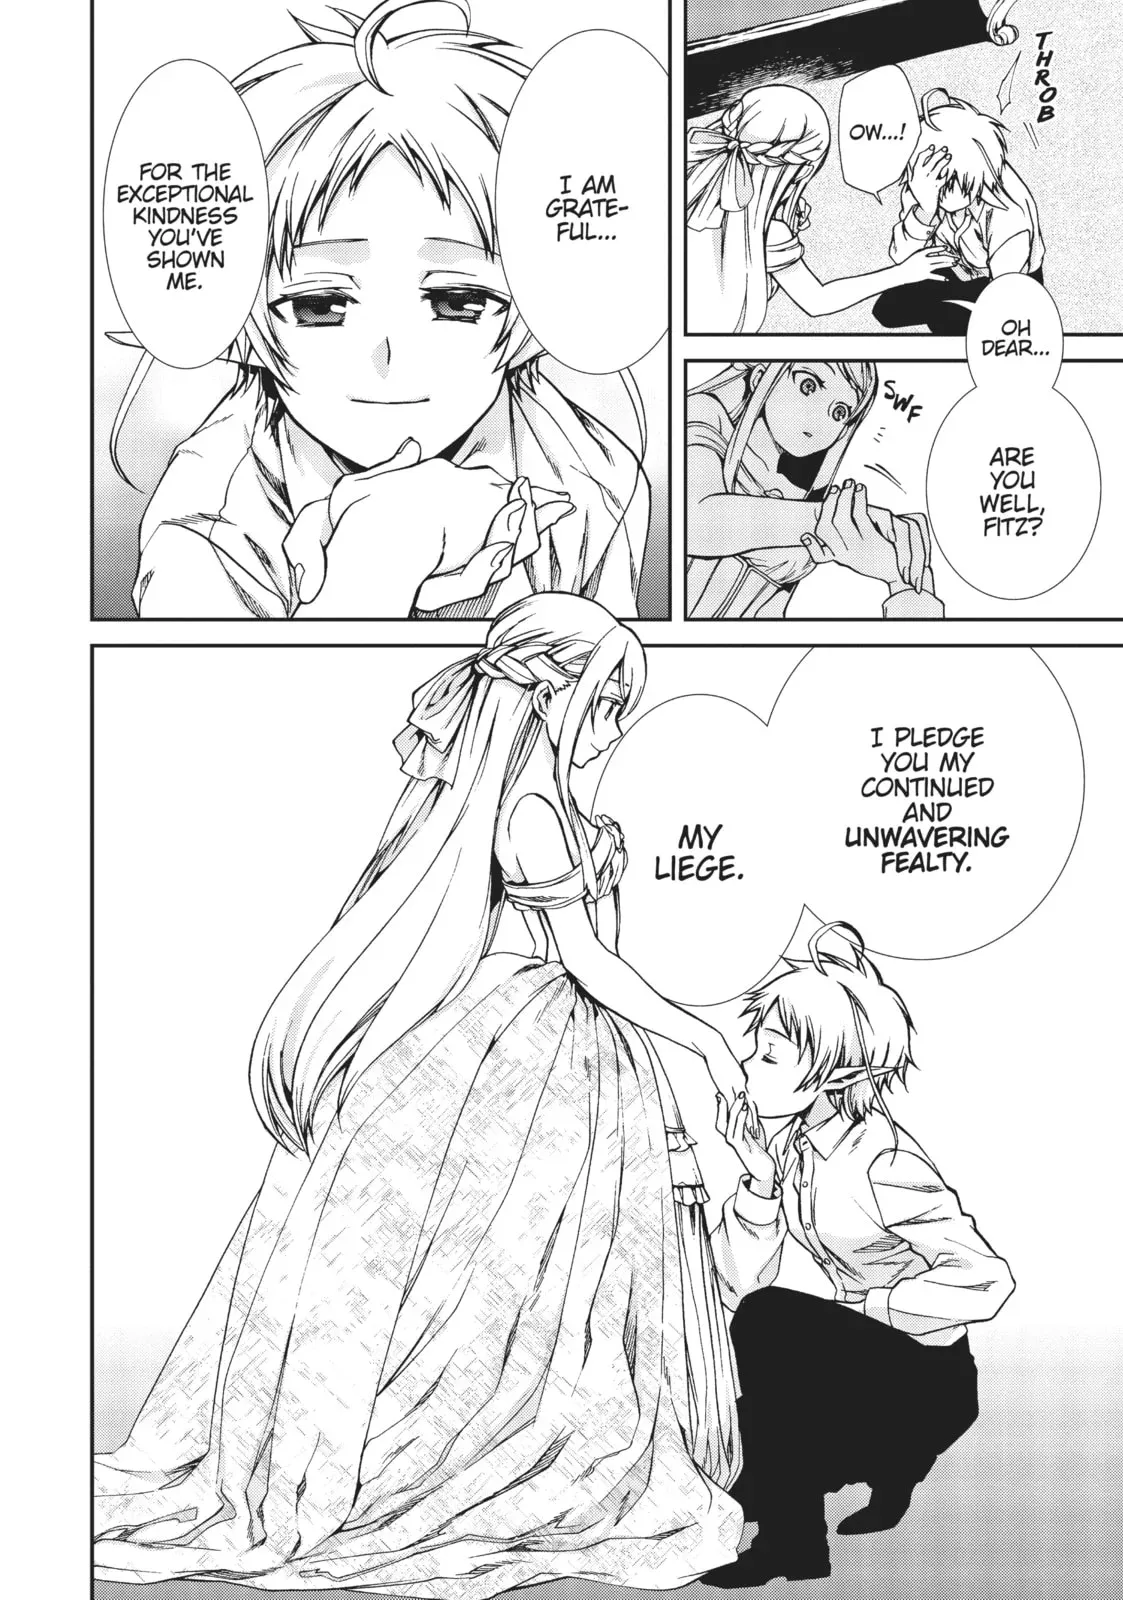 THROB
OW...!
OH
DEAR...
ARE
YOU
WELL,
FITZ?
SWF
I AM
GRATE-
FUL...
FOR THE
EXCEPTIONAL
KINDNESS
YOU'VE
SHOWN
ME.
I PLEDGE
YOU MY
CONTINUED
AND
UNWAVERING
FEALTY.
MY
LIEGE.